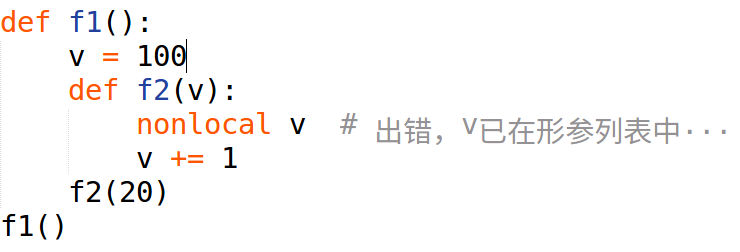 def f1():
    v = 100
    def f2(v):
        nonlocal v  # 出错，v已在形参列表中···
        v += 1
    f2(20)
f1()